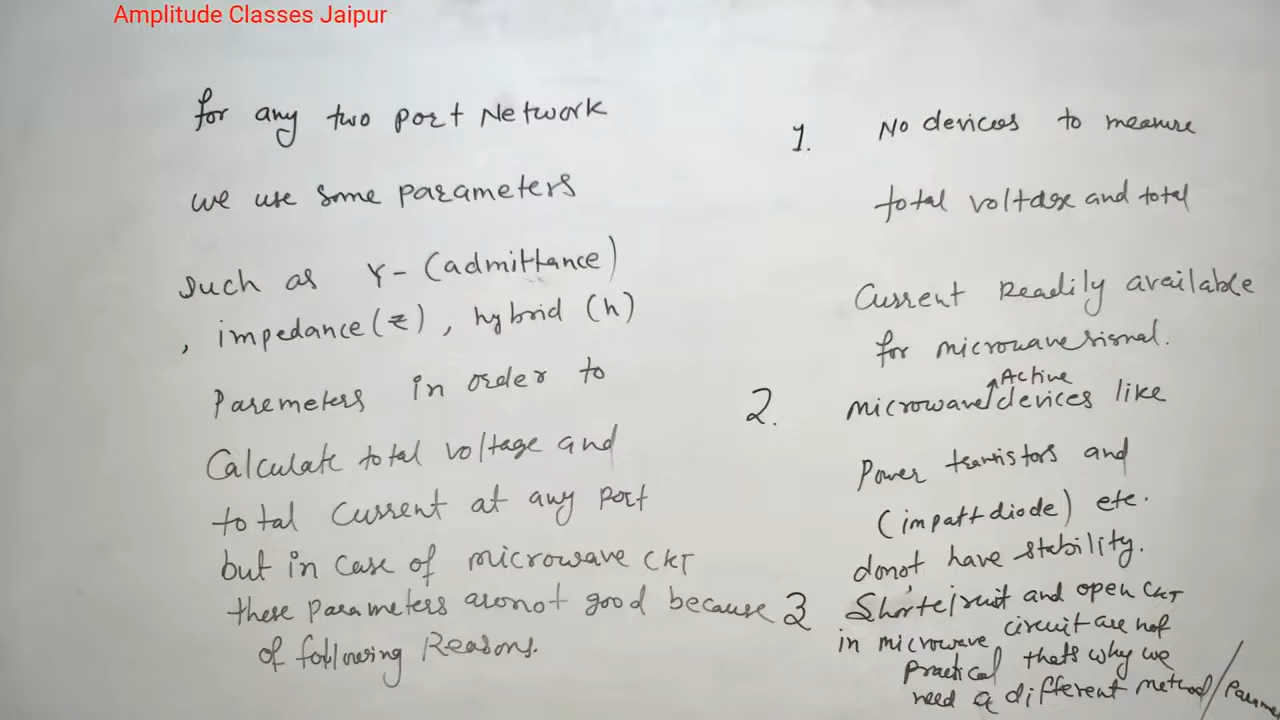 Amplitude Classes Jaipur
for any two port Network
we use some parameters
such as Y- (admittance)
, impedance (z), hybrid (h)
Paremeters in order to
Calculate total voltage and
total current at any port
but in case of microwave CKT
these parameters are not good because
of following Reasons.
1. No devices to measure
total voltage and total
Current Readily available
for microwave signal.
Active
2. microwave devices like
Power transistors and
(impatt diode) etc.
donot have stability.
3 Short circuit and open CKT
in microwave circuit are not
practical thats why we
need a different method/